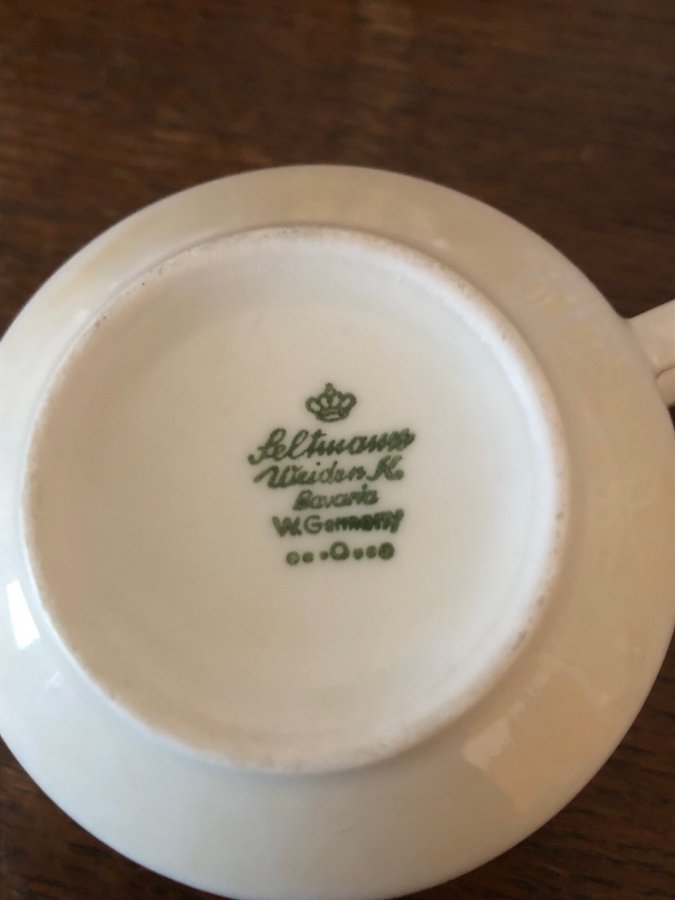 Seltmann
Weiden K.
Bavaria
W.Germany